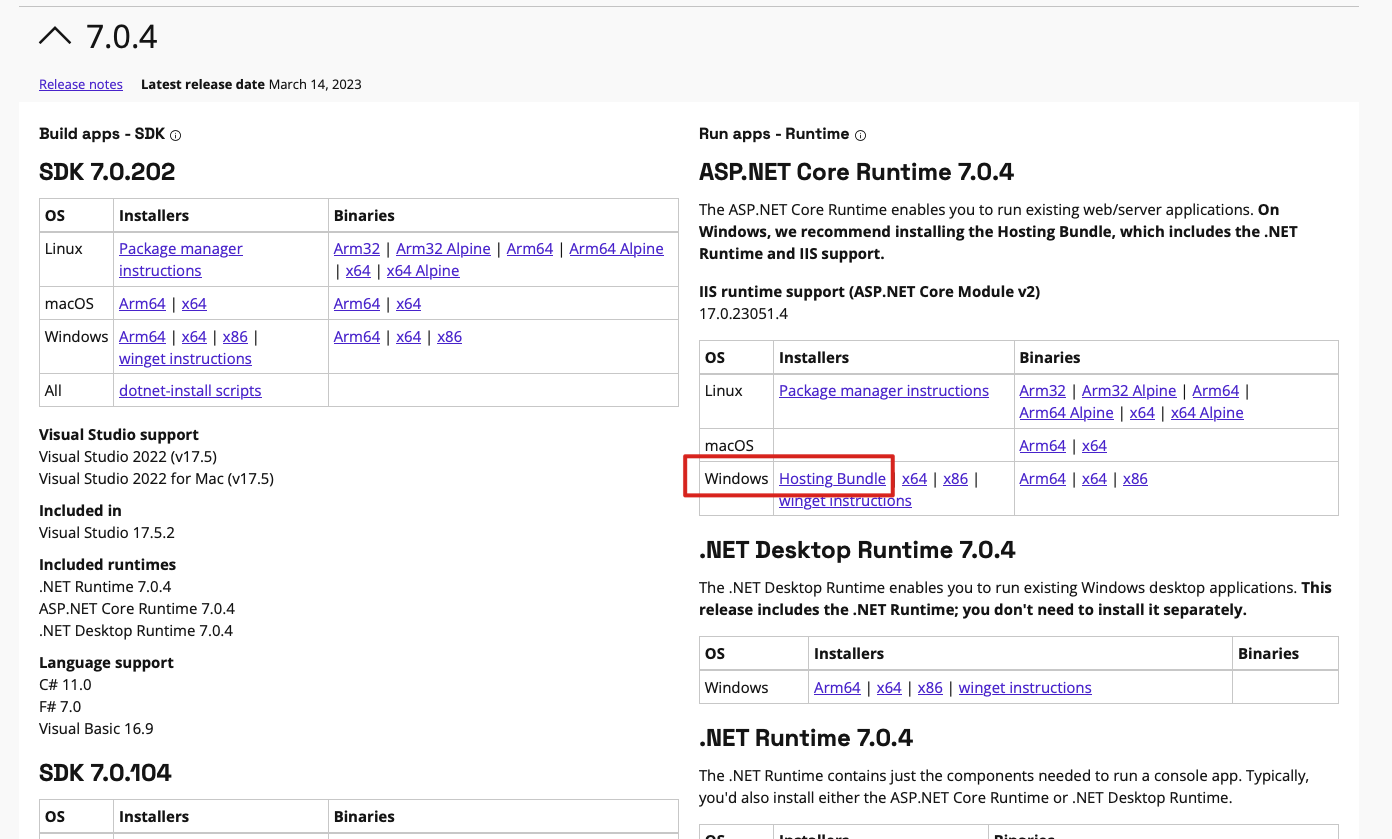 7.0.4
Release notes Latest release date March 14, 2023
Build apps - SDK
SDK 7.0.202
OS Installers Binaries
Linux Package manager instructions Arm32 | Arm32 Alpine | Arm64 | Arm64 Alpine | x64 | x64 Alpine
macOS Arm64 | x64 Arm64 | x64
Windows Arm64 | x64 | x86 | winget instructions Arm64 | x64 | x86
All dotnet-install scripts
Visual Studio support
Visual Studio 2022 (v17.5)
Visual Studio 2022 for Mac (v17.5)
Included in
Visual Studio 17.5.2
Included runtimes
.NET Runtime 7.0.4
ASP.NET Core Runtime 7.0.4
.NET Desktop Runtime 7.0.4
Language support
C# 11.0
F# 7.0
Visual Basic 16.9
SDK 7.0.104
OS Installers Binaries
Run apps - Runtime
ASP.NET Core Runtime 7.0.4
The ASP.NET Core Runtime enables you to run existing web/server applications. On
Windows, we recommend installing the Hosting Bundle, which includes the .NET
Runtime and IIS support.
IIS runtime support (ASP.NET Core Module v2)
17.0.23051.4
OS Installers Binaries
Linux Package manager instructions Arm32 | Arm32 Alpine | Arm64 |
Arm64 Alpine | x64 | x64 Alpine
macOS Arm64 | x64
Windows Hosting Bundle x64 | x86 | Arm64 | x64 | x86
winget instructions
.NET Desktop Runtime 7.0.4
The .NET Desktop Runtime enables you to run existing Windows desktop applications. This
release includes the .NET Runtime; you don't need to install it separately.
OS Installers Binaries
Windows Arm64 | x64 | x86 | winget instructions
.NET Runtime 7.0.4
The .NET Runtime contains just the components needed to run a console app. Typically,
you'd also install either the ASP.NET Core Runtime or .NET Desktop Runtime.
OS Installers Binaries